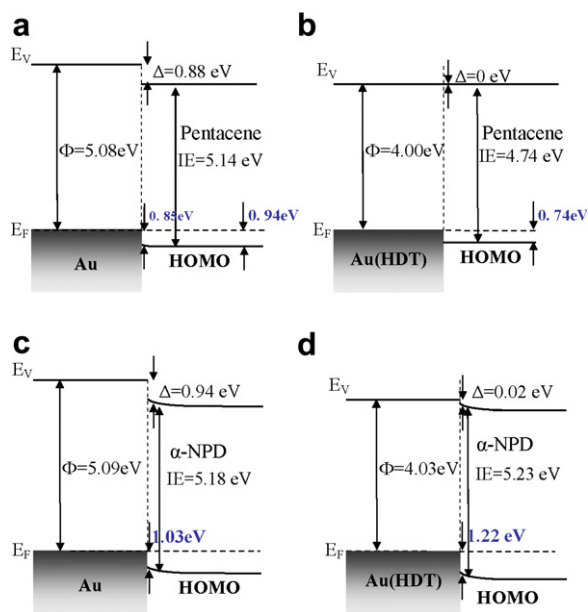 a
E_V
Δ=0.88 eV
Φ=5.08eV
Pentacene
IE=5.14 eV
0.85eV
0.94eV
E_F
Au
HOMO
b
E_V
Δ=0 eV
Φ=4.00eV
Pentacene
IE=4.74 eV
0.74eV
E_F
Au(HDT)
HOMO
c
E_V
Δ=0.94 eV
Φ=5.09eV
α-NPD
IE=5.18 eV
1.03eV
E_F
Au
HOMO
d
E_V
Δ=0.02 eV
Φ=4.03eV
α-NPD
IE=5.23 eV
1.22 eV
E_F
Au(HDT)
HOMO